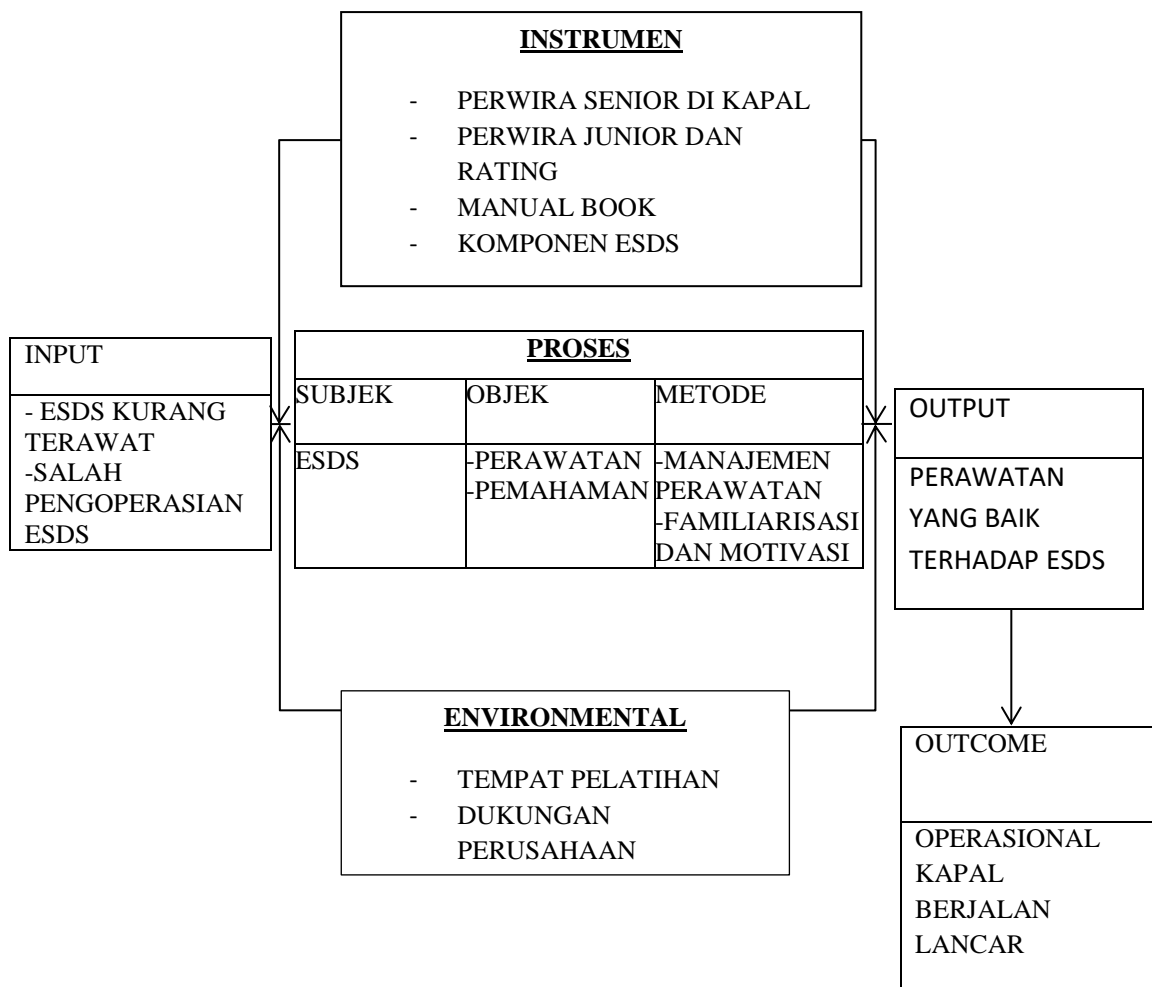 INSTRUMEN
- PERWIRA SENIOR DI KAPAL
- PERWIRA JUNIOR DAN
RATING
- MANUAL BOOK
- KOMPONEN ESDS
INPUT
- ESDS KURANG
TERAWAT
-SALAH
PENGOPERASIAN
ESDS
PROSES
SUBJEK
OBJEK
METODE
ESDS
-PERAWATAN
-PEMAHAMAN
-MANAJEMEN
PERAWATAN
-FAMILIARISASI
DAN MOTIVASI
OUTPUT
PERAWATAN
YANG BAIK
TERHADAP ESDS
ENVIRONMENTAL
- TEMPAT PELATIHAN
- DUKUNGAN
PERUSAHAAN
OUTCOME
OPERASIONAL
KAPAL
BERJALAN
LANCAR